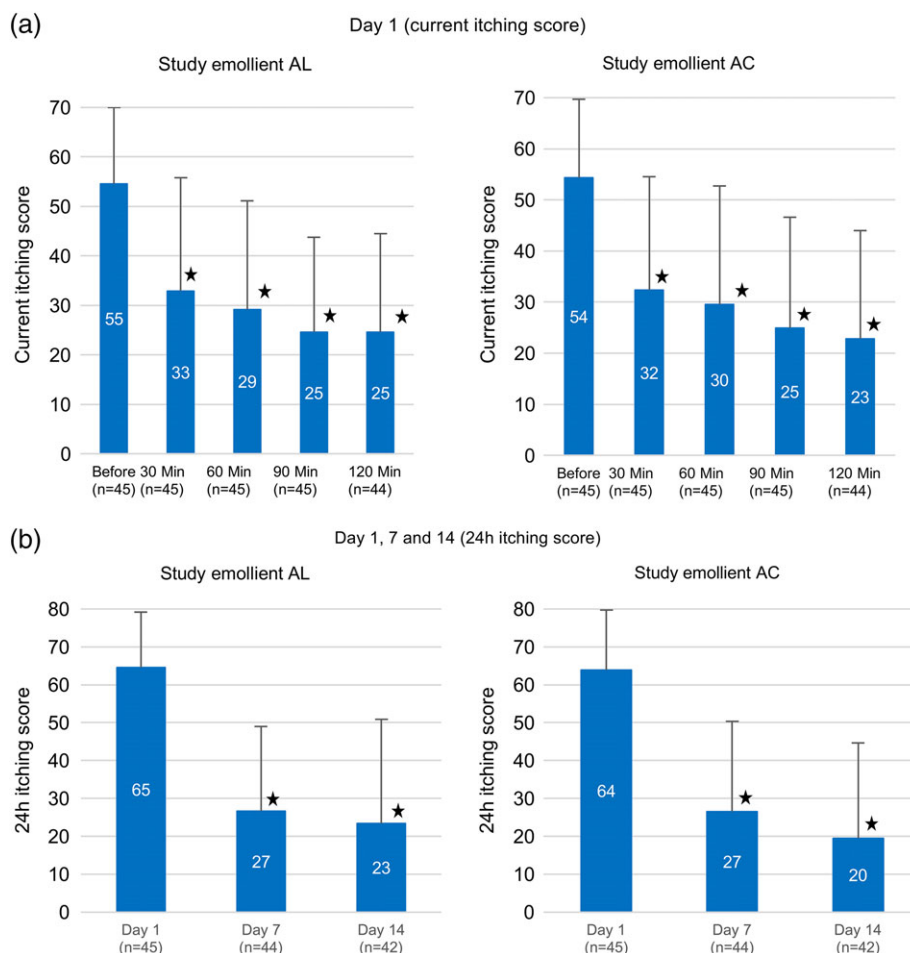 (a)
Day 1 (current itching score)
Study emollient AL
Study emollient AC
Current itching score
70
60
50
40
30
20
10
0
55
33
29
25
25
Before 30 Min 60 Min 90 Min 120 Min
(n=45) (n=45) (n=45) (n=45) (n=44)
Current itching score
70
60
50
40
30
20
10
0
54
32
30
25
23
Before 30 Min 60 Min 90 Min 120 Min
(n=45) (n=45) (n=45) (n=45) (n=44)
(b)
Day 1, 7 and 14 (24h itching score)
Study emollient AL
Study emollient AC
24h itching score
80
70
60
50
40
30
20
10
0
65
27
23
Day 1 Day 7 Day 14
(n=45) (n=44) (n=42)
24h itching score
80
70
60
50
40
30
20
10
0
64
27
20
Day 1 Day 7 Day 14
(n=45) (n=44) (n=42)